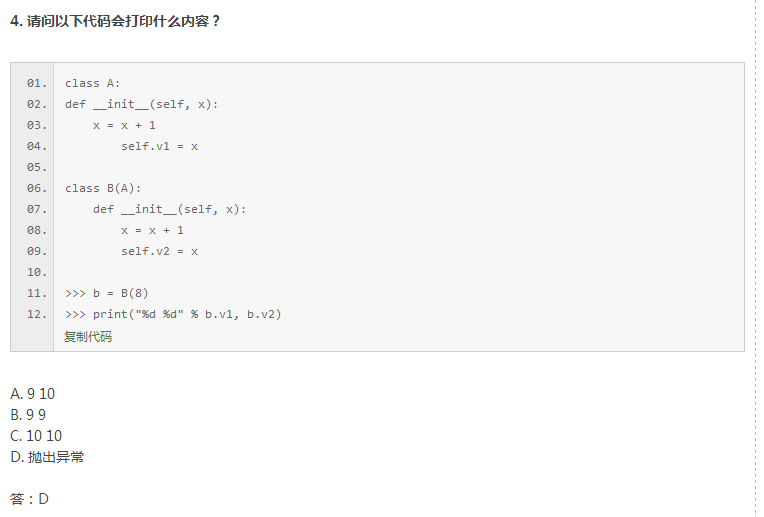 4. 请问以下代码会打印什么内容？
01. class A:
02. def __init__(self, x):
03.     x = x + 1
04.         self.v1 = x
05.
06. class B(A):
07.     def __init__(self, x):
08.         x = x + 1
09.         self.v2 = x
10.
11. >>> b = B(8)
12. >>> print("%d %d" % b.v1, b.v2)
复制代码
A. 9 10
B. 9 9
C. 10 10
D. 抛出异常
答：D